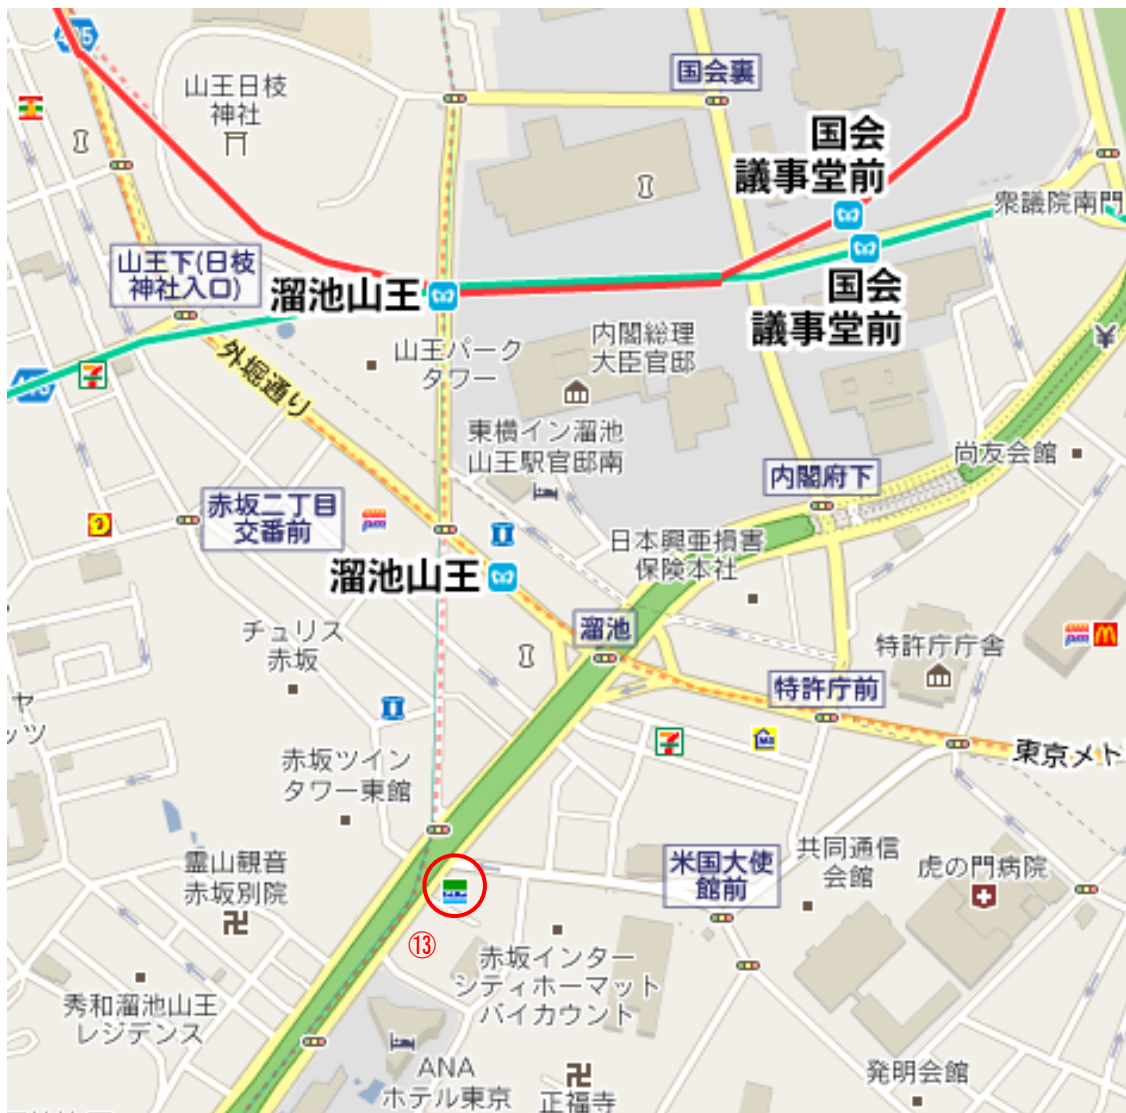 国会裏
山王日枝
神社
国会
議事堂前
衆議院南門
山王下(日枝
神社入口)
溜池山王
国会
議事堂前
内閣総理
大臣官邸
山王パーク
タワー
外堀通り
¥
東横イン溜池
山王駅官邸南
尚友会館
内閣府下
赤坂二丁目
交番前
pm
日本興亜損害
保険本社
溜池山王
溜池
チュリス
赤坂
特許庁庁舎
pm
特許庁前
ヤ
ッツ
東京メト
赤坂ツイン
タワー東館
共同通信
会館
米国大使
館前
虎の門病院
霊山観音
赤坂別院
⑬
赤坂インター
シティホーマット
バイカウント
秀和溜池山王
レジデンス
ANA
ホテル東京
正福寺
発明会館